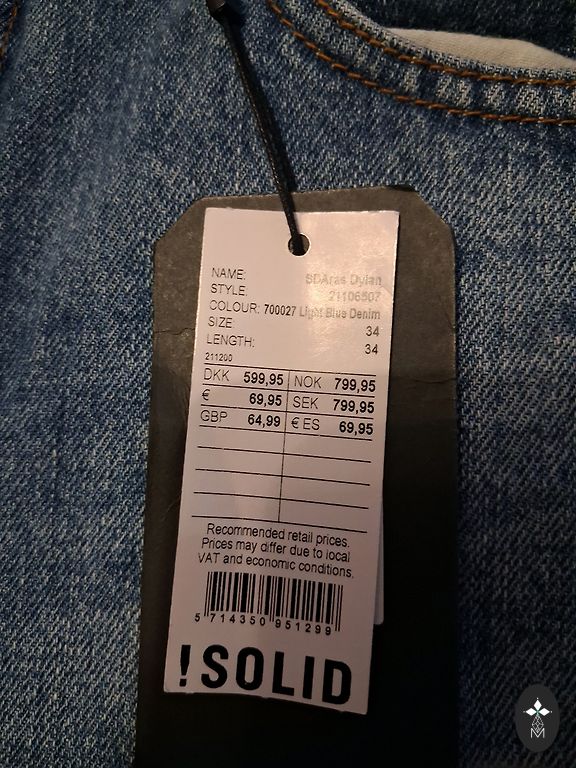 NAME: SDAras Dylan
STYLE: 21106507
COLOUR: 700027 Light Blue Denim
SIZE: 34
LENGTH: 34
211200
DKK 599,95 NOK 799,95
€ 69,95 SEK 799,95
GBP 64,99 € ES 69,95
Recommended retail prices.
Prices may differ due to local
VAT and economic conditions.
5 714350 951299
!SOLID
M